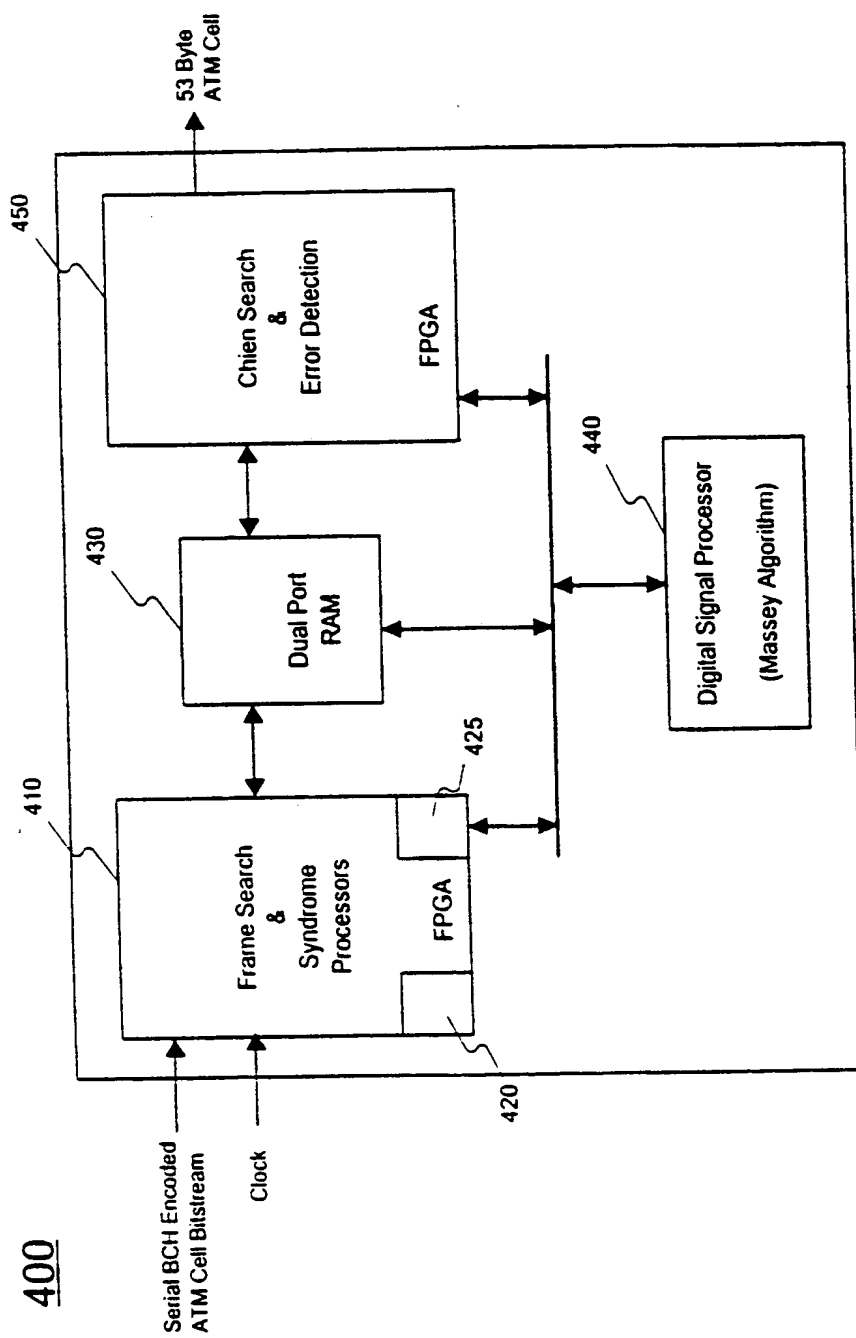 400
Serial BCH Encoded
ATM Cell Bitstream
Clock
410
Frame Search
&
Syndrome
Processors
FPGA
420
425
430
Dual Port
RAM
450
Chien Search
&
Error Detection
FPGA
53 Byte
ATM Cell
440
Digital Signal Processor
(Massey Algorithm)